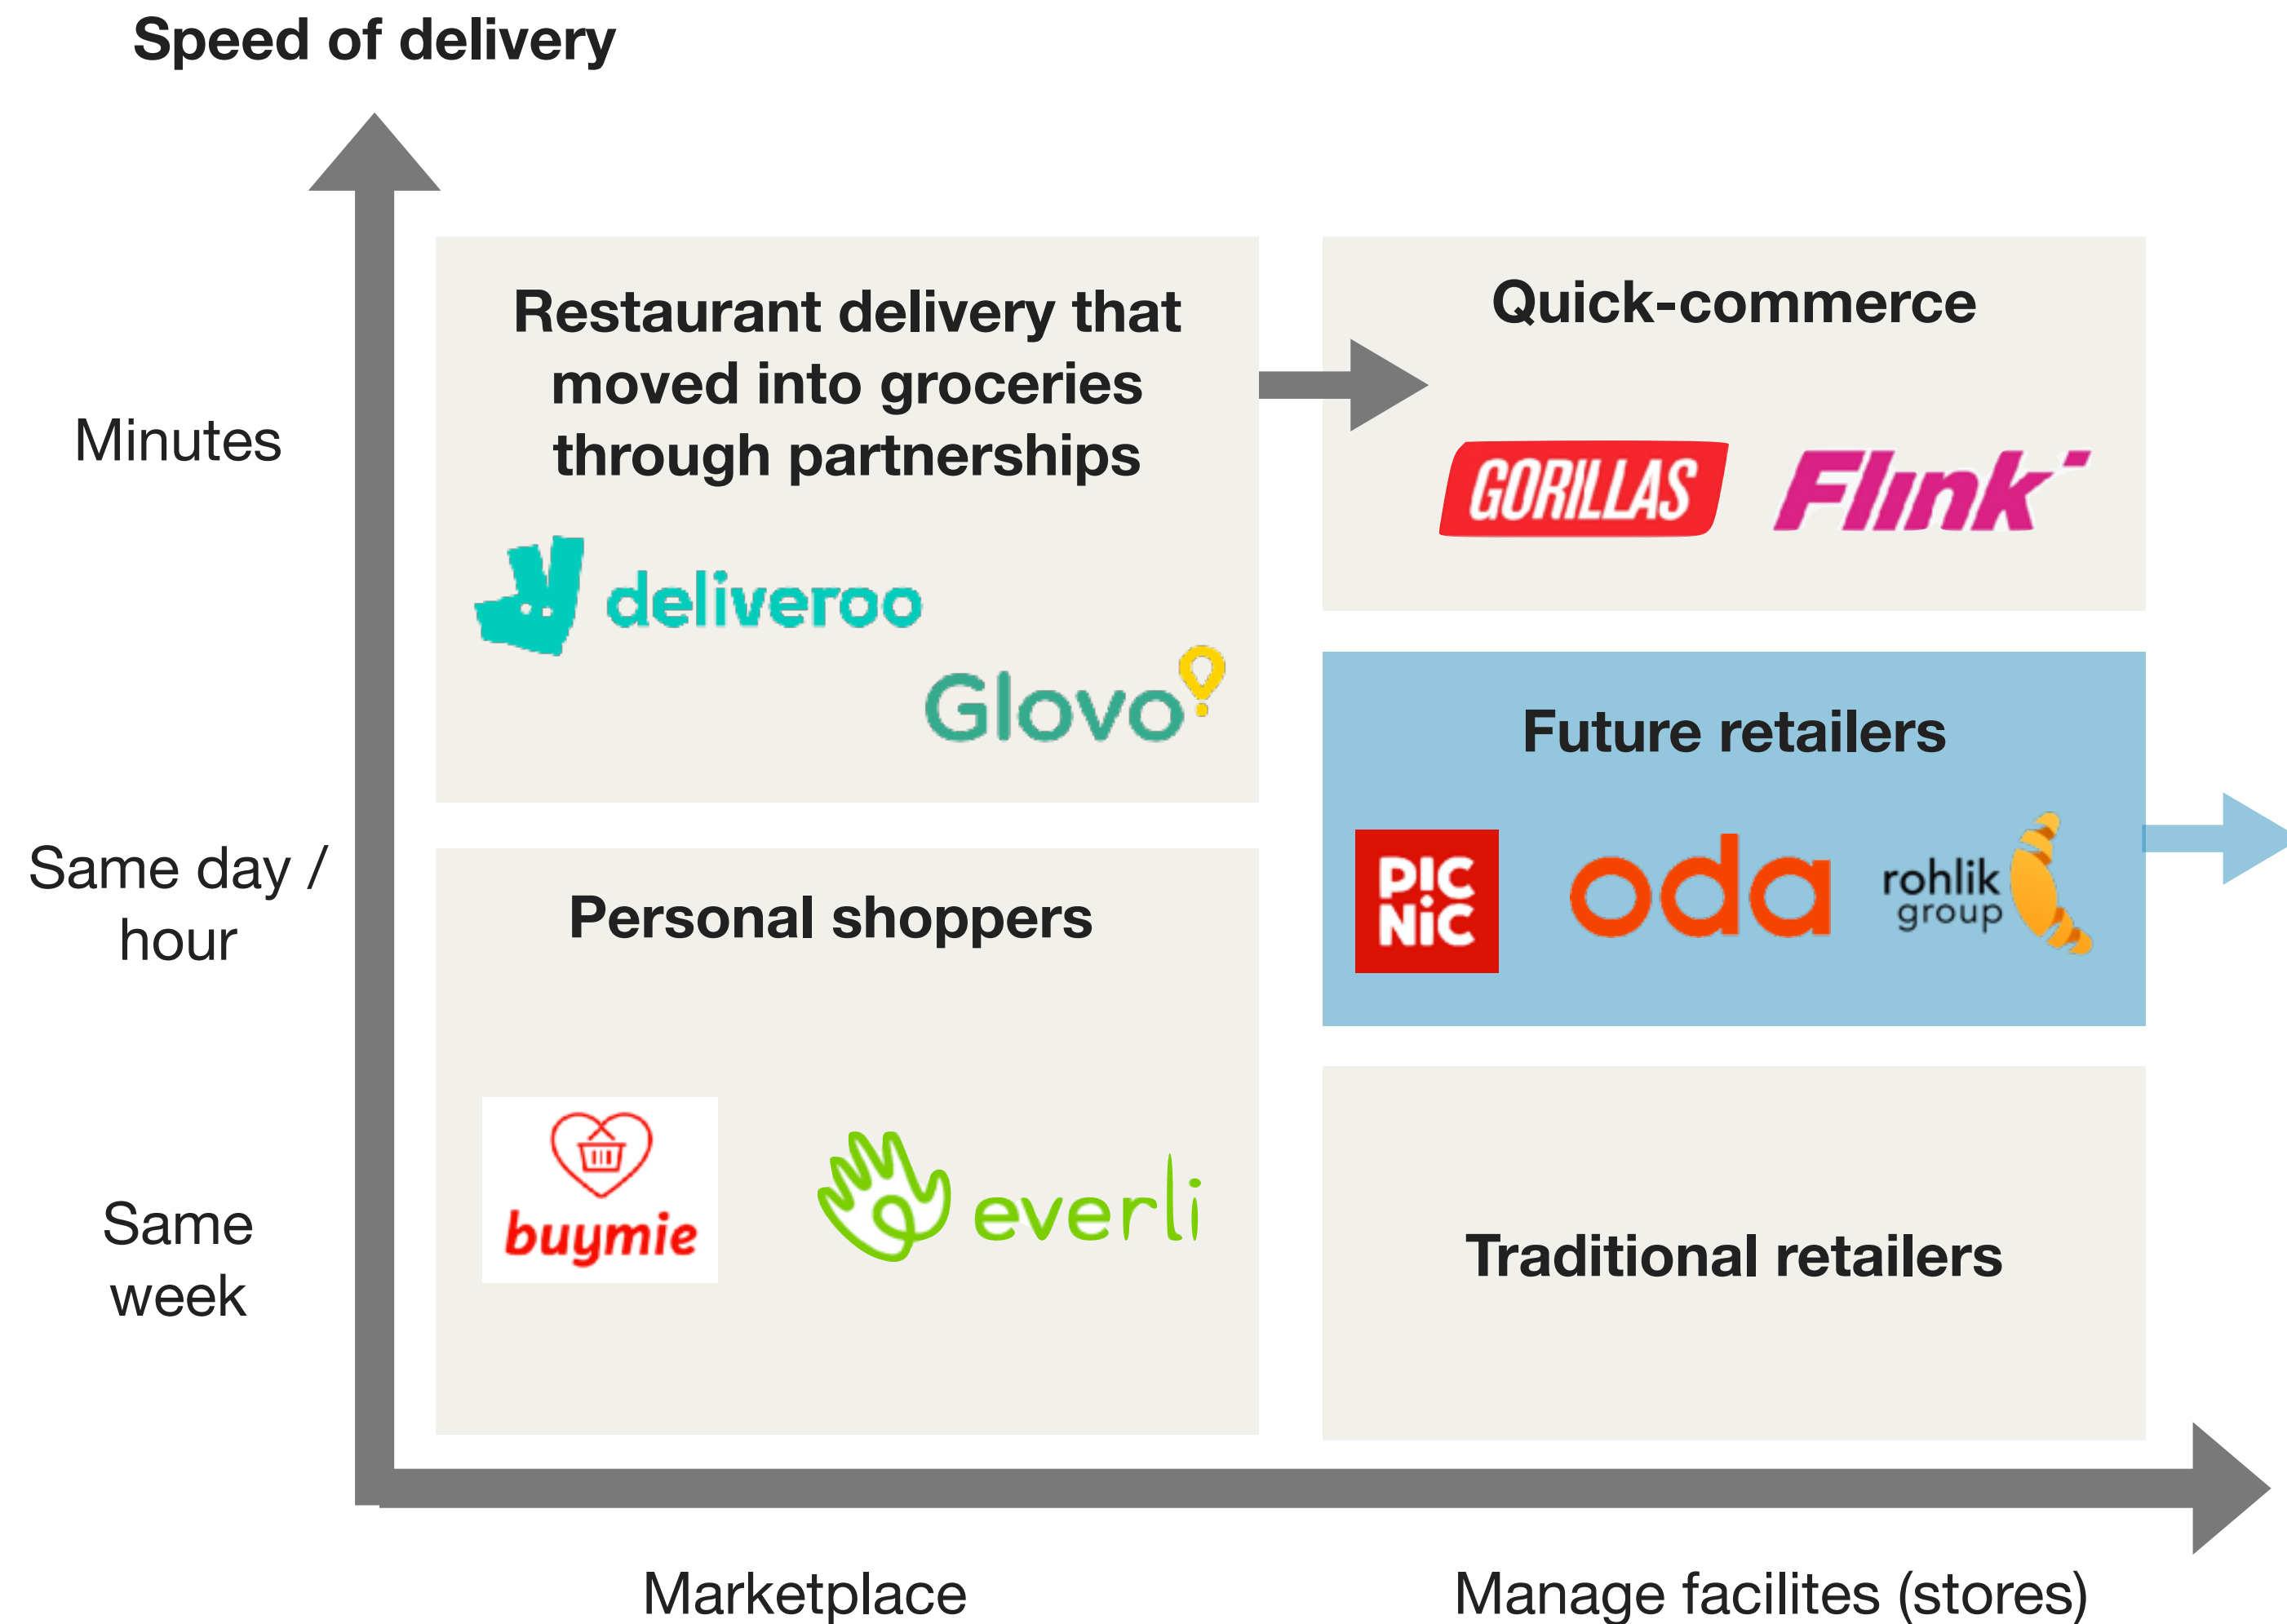 Speed of delivery
Restaurant delivery that
moved into groceries
through partnerships
deliveroo
Glovo
Quick-commerce
GORILLAS
Flink
Minutes
Future retailers
PIC
NiC
oda
rohlik
group
Same day /
hour
Personal shoppers
buymie
everli
Same
week
Traditional retailers
Marketplace
Manage facilites (stores)